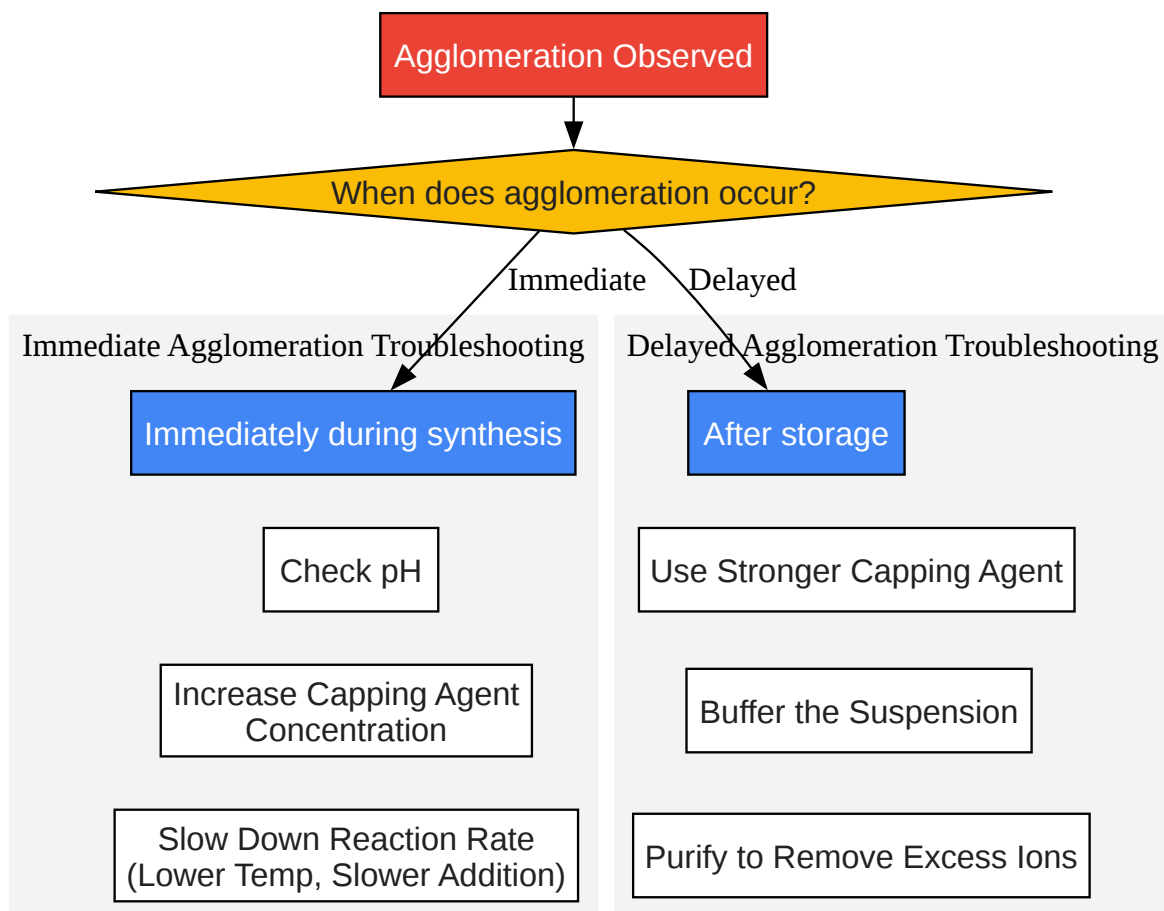 Agglomeration Observed
When does agglomeration occur?
Immediate
Delayed
Immediate Agglomeration Troubleshooting
Immediately during synthesis
Check pH
Increase Capping Agent
Concentration
Slow Down Reaction Rate
(Lower Temp, Slower Addition)
Delayed Agglomeration Troubleshooting
After storage
Use Stronger Capping Agent
Buffer the Suspension
Purify to Remove Excess Ions